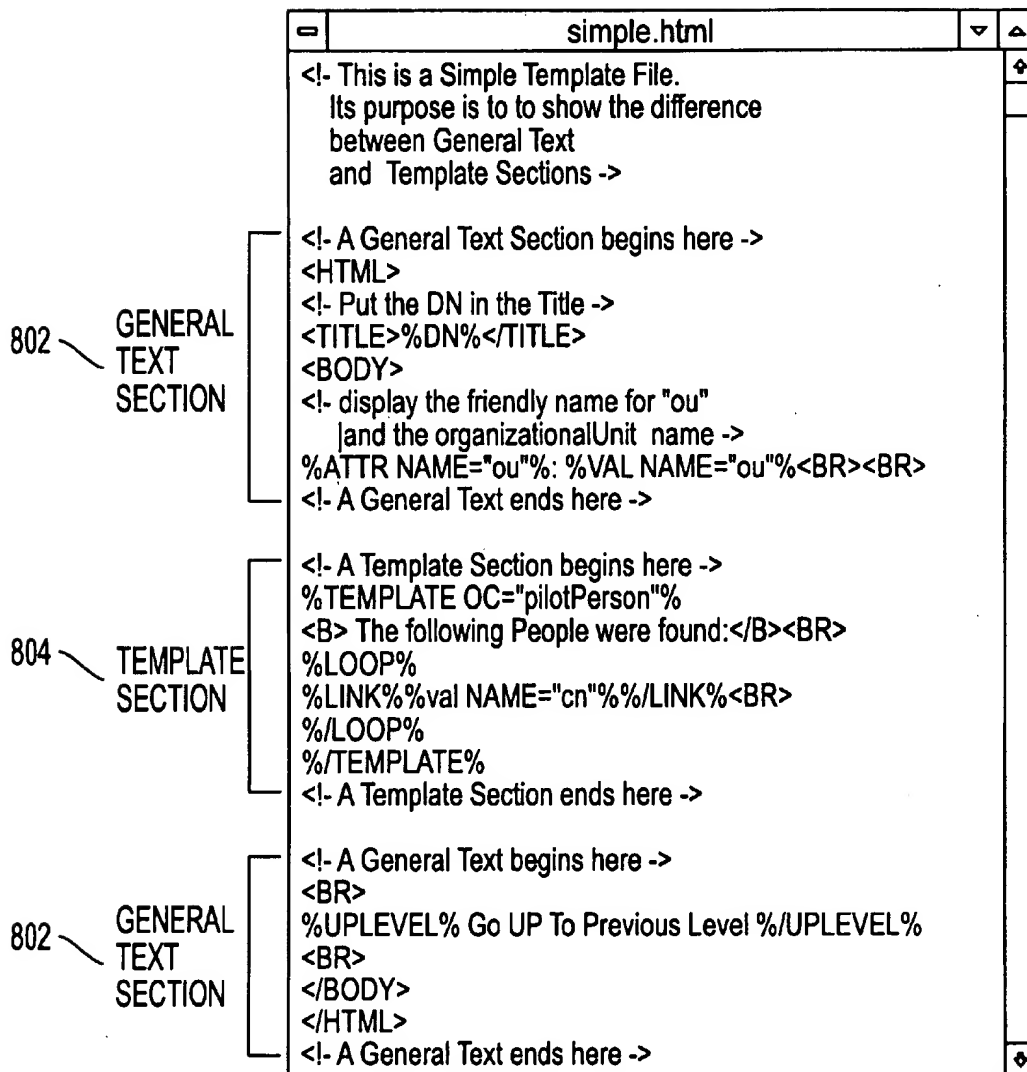 simple.html
<!- This is a Simple Template File.
Its purpose is to to show the difference
between General Text
and Template Sections ->
802
GENERAL
TEXT
SECTION
<!- A General Text Section begins here ->
<HTML>
<!- Put the DN in the Title ->
<TITLE>%DN%</TITLE>
<BODY>
<!- display the friendly name for "ou"
|and the organizationalUnit name ->
%ATTR NAME="ou"%: %VAL NAME="ou"%<BR><BR>
<!- A General Text ends here ->
804
TEMPLATE
SECTION
<!- A Template Section begins here ->
%TEMPLATE OC="pilotPerson"%
<B> The following People were found:</B><BR>
%LOOP%
%LINK%%val NAME="cn"%%/LINK%<BR>
%/LOOP%
%/TEMPLATE%
<!- A Template Section ends here ->
802
GENERAL
TEXT
SECTION
<!- A General Text begins here ->
<BR>
%UPLEVEL% Go UP To Previous Level %/UPLEVEL%
<BR>
</BODY>
</HTML>
<!- A General Text ends here ->